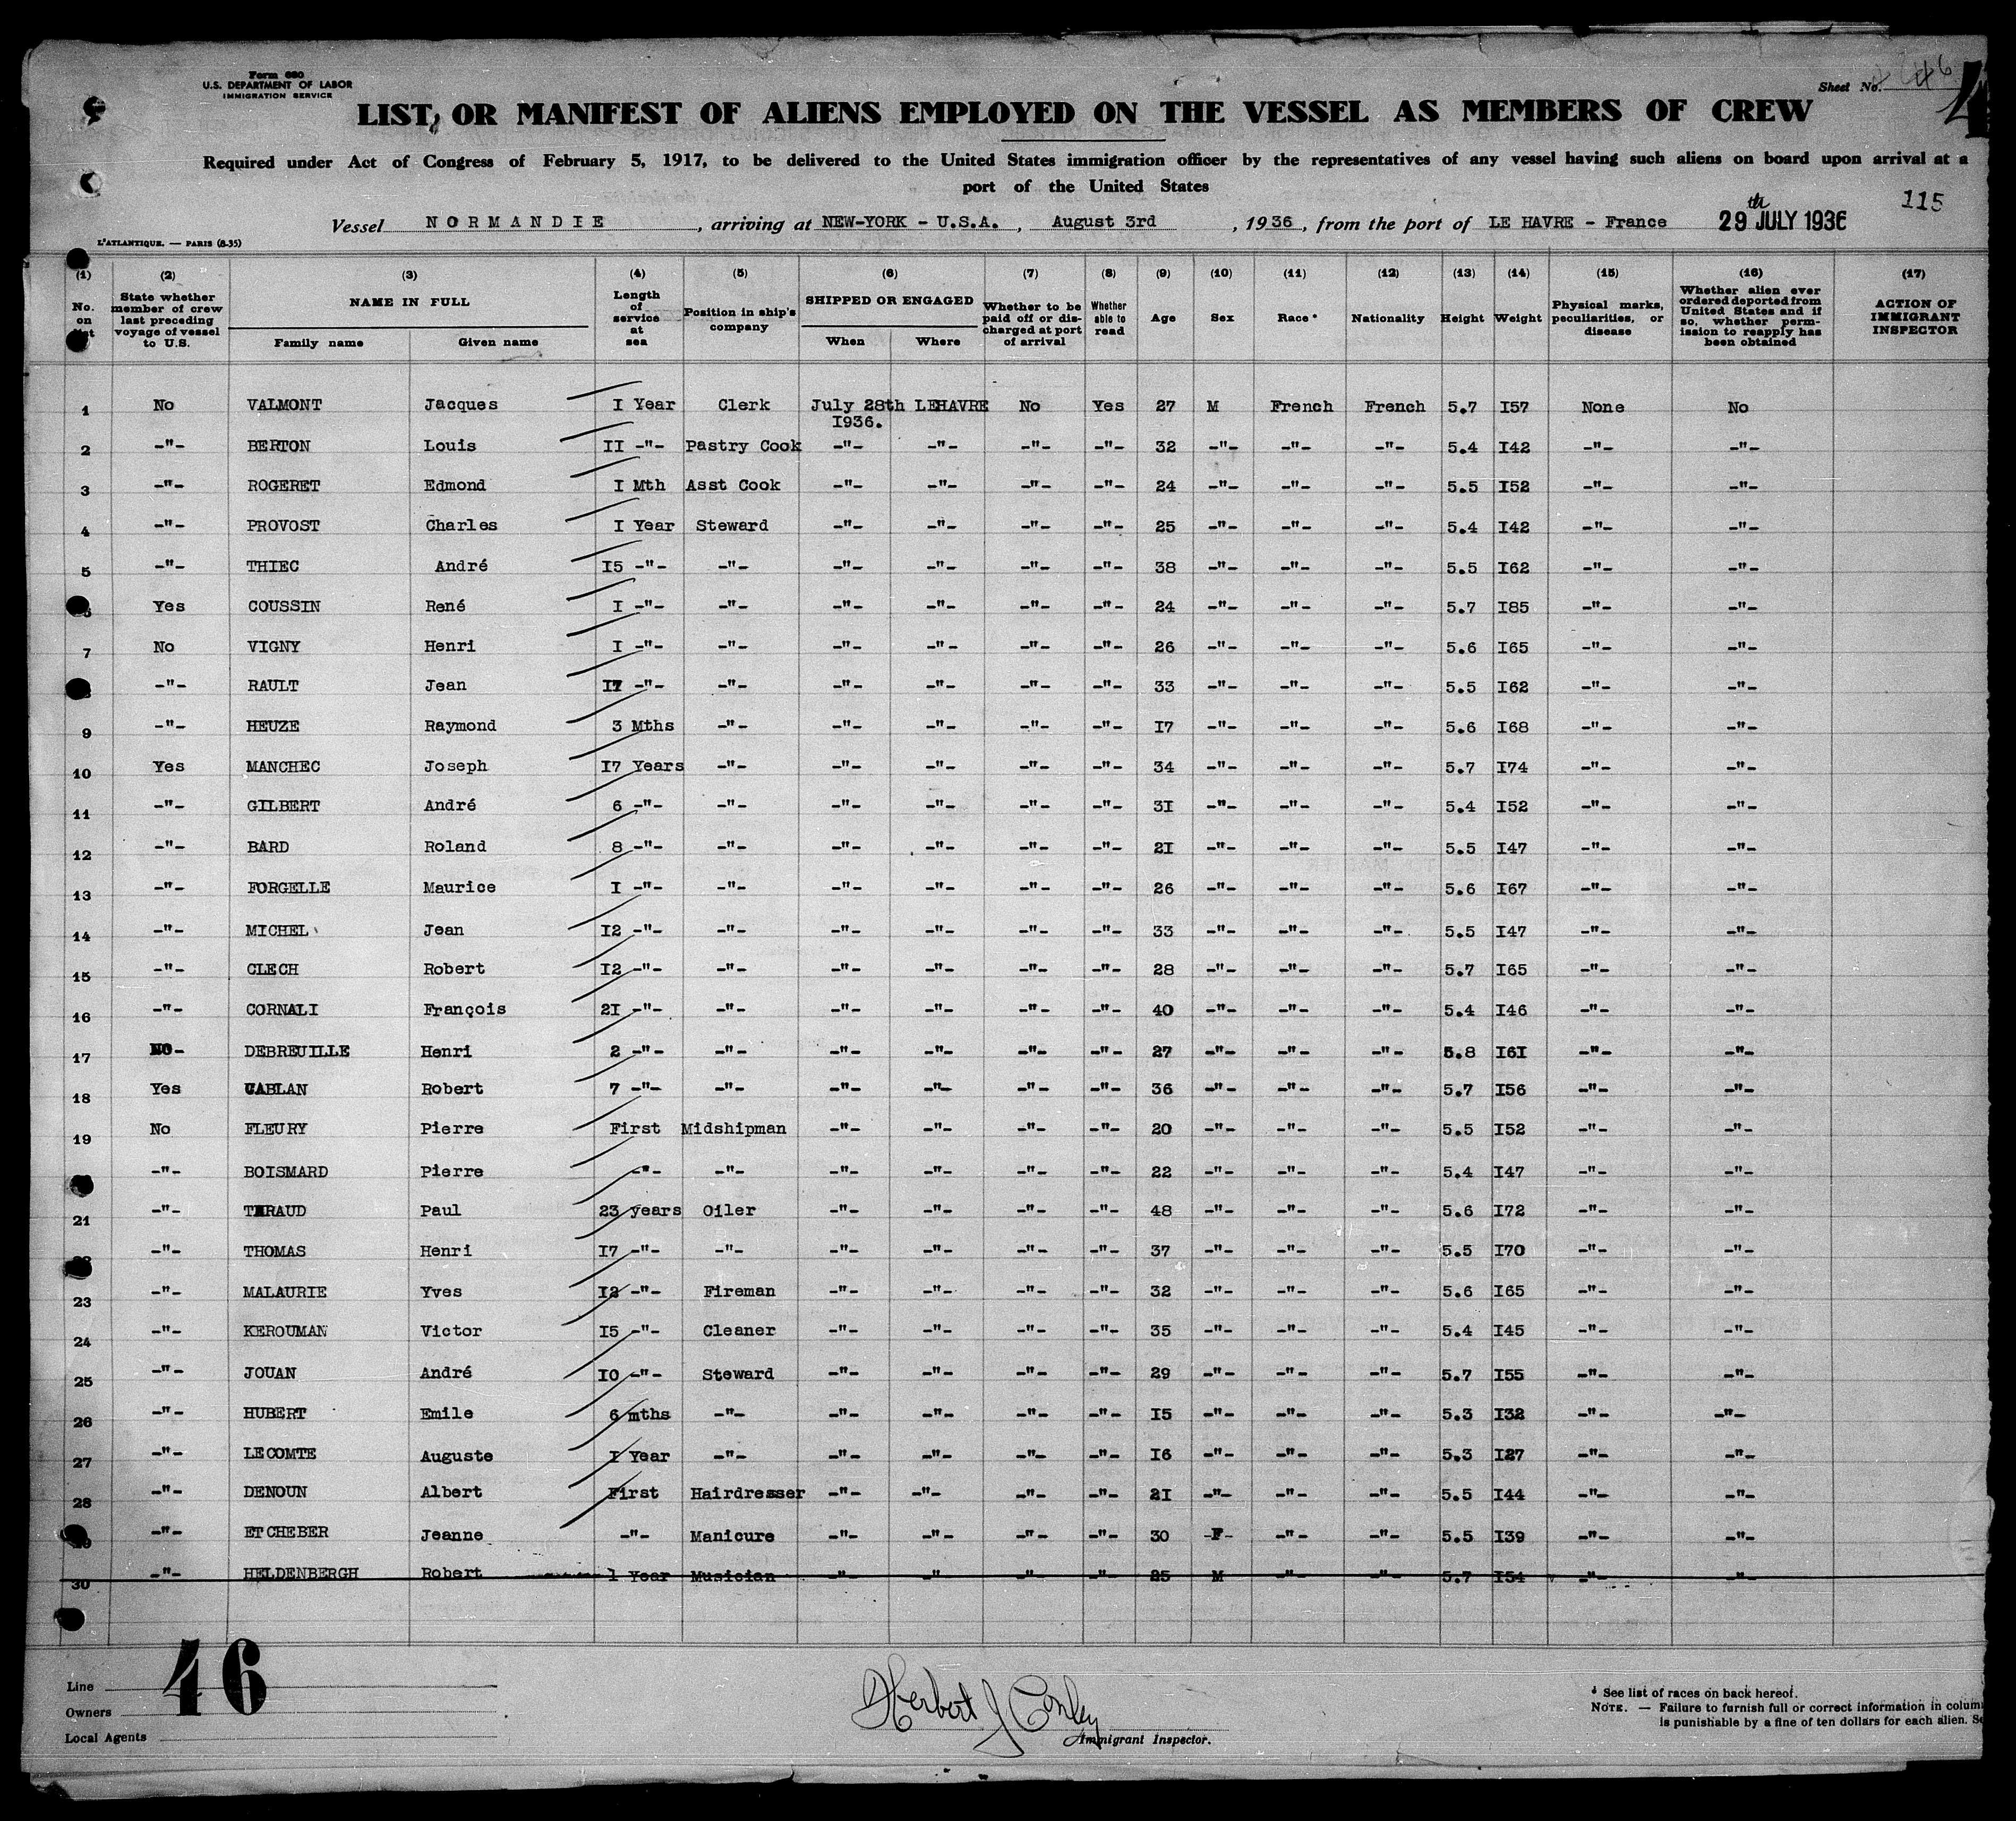 Form 680
U.S. DEPARTMENT OF LABOR
IMMIGRATION SERVICE
Sheet No. 46
LIST, OR MANIFEST OF ALIENS EMPLOYED ON THE VESSEL AS MEMBERS OF CREW
Required under Act of Congress of February 5, 1917, to be delivered to the United States immigration officer by the representatives of any vessel having such aliens on board upon arrival at a
port of the United States
115
Vessel NORMANDIE, arriving at NEW-YORK - U.S.A., August 3rd, 1936, from the port of LE HAVRE - France 29th JULY 1936
L'ATLANTIQUE. — PARIS (8-35)
(1) (2) (3) (4) (5) (6) (7) (8) (9) (10) (11) (12) (13) (14) (15) (16) (17)
No. on list State whether member of crew last preceding voyage of vessel to U.S. NAME IN FULL Family name Given name Length of service at sea Position in ship's company SHIPPED OR ENGAGED When Where Whether to be paid off or discharged at port of arrival Whether able to read Age Sex Race * Nationality Height Weight Physical marks, peculiarities, or disease Whether alien ever ordered deported from United States and if so, whether permission to reapply has been obtained ACTION OF IMMIGRANT INSPECTOR
1 No VALMONT Jacques I Year Clerk July 28th I936. LEHAVRE No Yes 27 M French French 5.7 I57 None No
2 -"- BERTON Louis II -"- Pastry Cook -"- -"- -"- -"- 32 -"- -"- -"- 5.4 I42 -"- -"-
3 -"- ROGERET Edmond I Mth Asst Cook -"- -"- -"- -"- 24 -"- -"- -"- 5.5 I52 -"- -"-
4 -"- PROVOST Charles I Year Steward -"- -"- -"- -"- 25 -"- -"- -"- 5.4 I42 -"- -"-
5 -"- THIEC André I5 -"- -"- -"- -"- -"- -"- 38 -"- -"- -"- 5.5 I62 -"- -"-
Yes COUSSIN René I -"- -"- -"- -"- -"- -"- 24 -"- -"- -"- 5.7 I85 -"- -"-
7 No VIGNY Henri I -"- -"- -"- -"- -"- -"- 26 -"- -"- -"- 5.6 I65 -"- -"-
-"- RAULT Jean I7 -"- -"- -"- -"- -"- -"- 33 -"- -"- -"- 5.5 I62 -"- -"-
9 -"- HEUZE Raymond 3 Mths -"- -"- -"- -"- -"- I7 -"- -"- -"- 5.6 I68 -"- -"-
10 Yes MANCHEC Joseph I7 Years -"- -"- -"- -"- -"- 34 -"- -"- -"- 5.7 I74 -"- -"-
11 -"- GILBERT André 6 -"- -"- -"- -"- -"- -"- 3I -"- -"- -"- 5.4 I52 -"- -"-
12 -"- BARD Roland 8 -"- -"- -"- -"- -"- -"- 2I -"- -"- -"- 5.5 I47 -"- -"-
13 -"- FORGELLE Maurice I -"- -"- -"- -"- -"- -"- 26 -"- -"- -"- 5.6 I67 -"- -"-
14 -"- MICHEL Jean I2 -"- -"- -"- -"- -"- -"- 33 -"- -"- -"- 5.5 I47 -"- -"-
15 -"- CLECH Robert I2 -"- -"- -"- -"- -"- -"- 28 -"- -"- -"- 5.7 I65 -"- -"-
16 -"- CORNALI François 2I -"- -"- -"- -"- -"- -"- 40 -"- -"- -"- 5.4 I46 -"- -"-
17 NO- DEBREUILLE Henri 2 -"- -"- -"- -"- -"- -"- 27 -"- -"- -"- 5.8 I6I -"- -"-
18 Yes Robert 7 -"- -"- -"- -"- -"- -"- 36 -"- -"- -"- 5.7 I56 -"- -"-
19 No FLEURY Pierre First Midshipman -"- -"- -"- -"- 20 -"- -"- -"- 5.5 I52 -"- -"-
-"- BOISMARD Pierre -"- -"- -"- -"- -"- -"- 22 -"- -"- -"- 5.4 I47 -"- -"-
21 -"- Paul 23 years Oiler -"- -"- -"- -"- 48 -"- -"- -"- 5.6 I72 -"- -"-
-"- THOMAS Henri I7 -"- -"- -"- -"- -"- -"- 37 -"- -"- -"- 5.5 I70 -"- -"-
23 -"- MALAURIE Yves I2 -"- Fireman -"- -"- -"- -"- 32 -"- -"- -"- 5.6 I65 -"- -"-
24 -"- KEROUMAN Victor I5 -"- Cleaner -"- -"- -"- -"- 35 -"- -"- -"- 5.4 I45 -"- -"-
25 -"- JOUAN André I0 -"- Steward -"- -"- -"- -"- 29 -"- -"- -"- 5.7 I55 -"- -"-
26 -"- HUBERT Emile 6 mths -"- -"- -"- -"- -"- I5 -"- -"- -"- 5.3 I32 -"- -"-
27 -"- LECOMTE Auguste I Year -"- -"- -"- -"- -"- I6 -"- -"- -"- 5.3 I27 -"- -"-
28 -"- DENOUN Albert First Hairdresser -"- -"- -"- -"- 2I -"- -"- -"- 5.5 I44 -"- -"-
29 -"- ETCHEBER Jeanne -"- Manicure -"- -"- -"- -"- 30 -F- -"- -"- 5.5 I39 -"- -"-
30 -"- HELDENBERGH Robert 1 Year Musician -"- -"- -"- -"- 25 M -"- -"- 5.7 I54 -"- -"-
46
Line
Owners
Local Agents
Herbert J Conley
Immigrant Inspector.
* See list of races on back hereof.
NOTE. — Failure to furnish full or correct information in colum
is punishable by a fine of ten dollars for each alien. Se